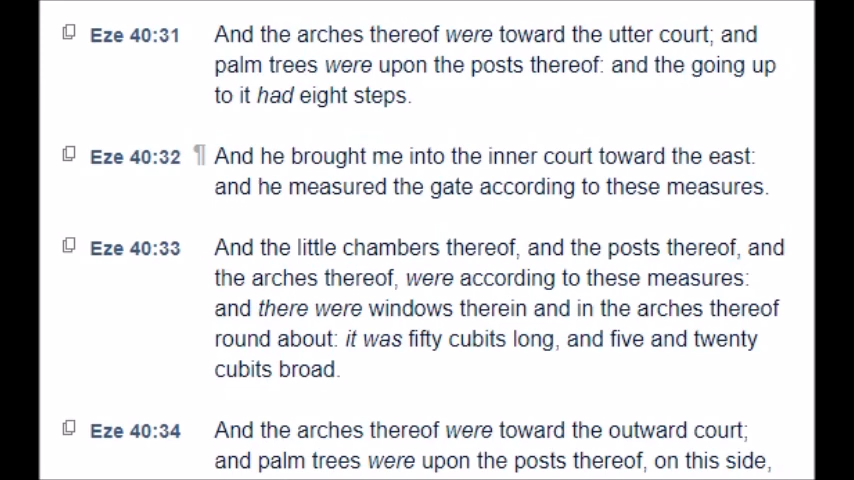 Eze 40:31 And the arches thereof were toward the utter court; and
palm trees were upon the posts thereof: and the going up
to it had eight steps.
Eze 40:32 ¶ And he brought me into the inner court toward the east:
and he measured the gate according to these measures.
Eze 40:33 And the little chambers thereof, and the posts thereof, and
the arches thereof, were according to these measures:
and there were windows therein and in the arches thereof
round about: it was fifty cubits long, and five and twenty
cubits broad.
Eze 40:34 And the arches thereof were toward the outward court;
and palm trees were upon the posts thereof, on this side,